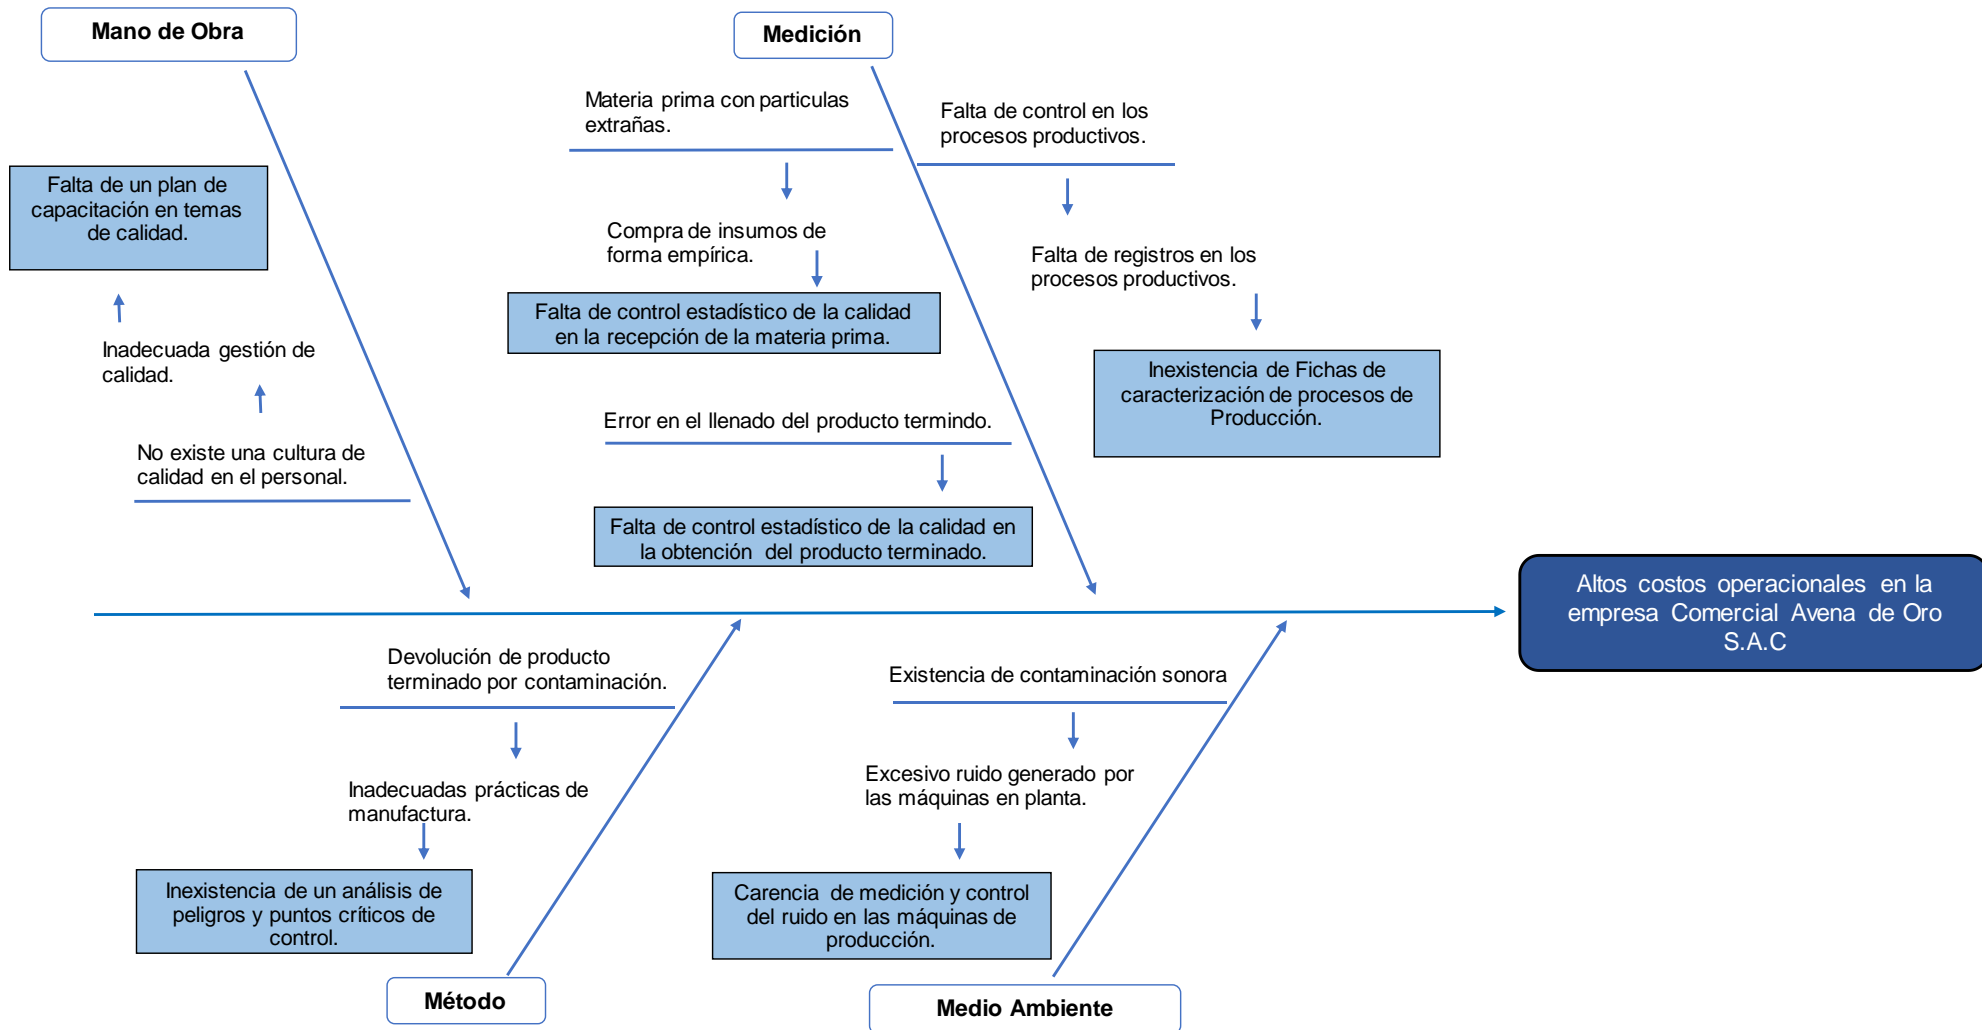 Mano de Obra
Medición
Materia prima con particulas
extrañas.
Falta de control en los
procesos productivos.
Falta de un plan de
capacitación en temas
de calidad.
Compra de insumos de
forma empírica.
Falta de registros en los
procesos productivos.
Falta de control estadístico de la calidad
en la recepción de la materia prima.
Inadecuada gestión de
calidad.
Inexistencia de Fichas de
caracterización de procesos de
Producción.
Error en el llenado del producto termindo.
No existe una cultura de
calidad en el personal.
Falta de control estadístico de la calidad en
la obtención del producto terminado.
Altos costos operacionales en la
empresa Comercial Avena de Oro
S.A.C
Devolución de producto
terminado por contaminación.
Existencia de contaminación sonora
Inadecuadas prácticas de
manufactura.
Excesivo ruido generado por
las máquinas en planta.
Inexistencia de un análisis de
peligros y puntos críticos de
control.
Carencia de medición y control
del ruido en las máquinas de
producción.
Método
Medio Ambiente